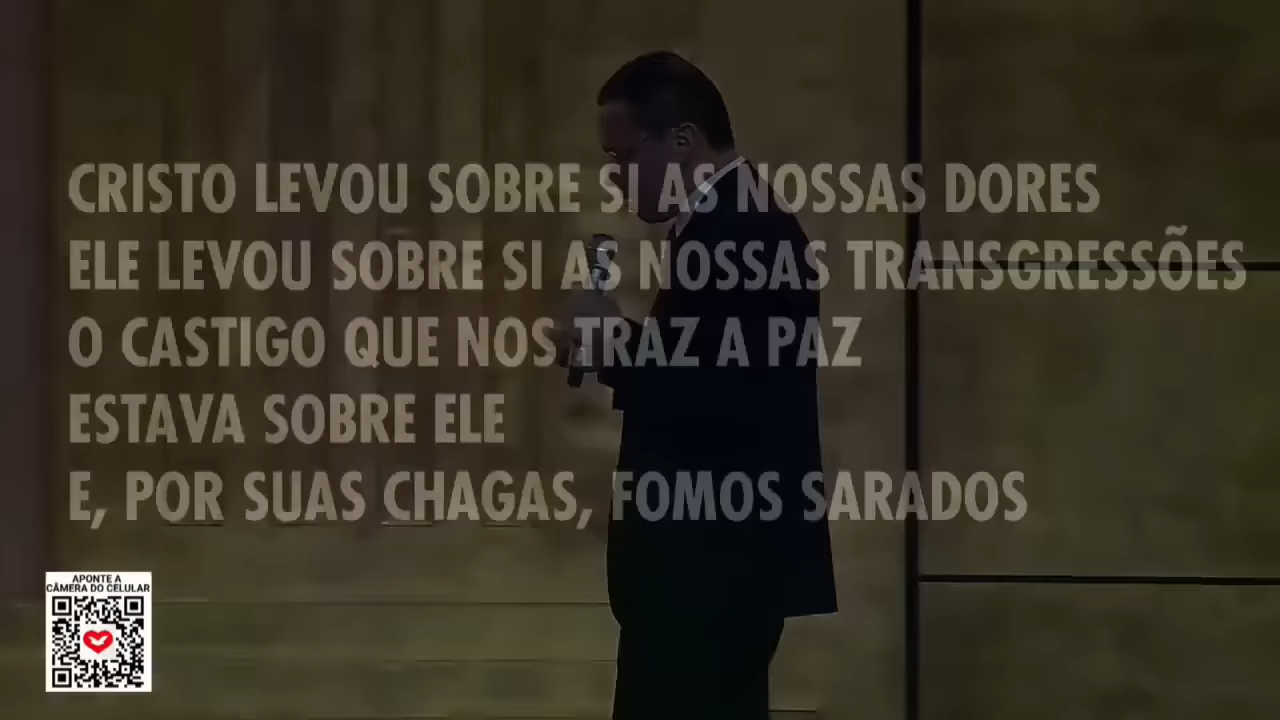 CRISTO LEVOU SOBRE SI AS NOSSAS DORES
ELE LEVOU SOBRE SI AS NOSSAS TRANSGRESSÕES
O CASTIGO QUE NOS TRAZ A PAZ
ESTAVA SOBRE ELE
E, POR SUAS CHAGAS, FOMOS SARADOS
APONTE A
CÂMERA DO CELULAR